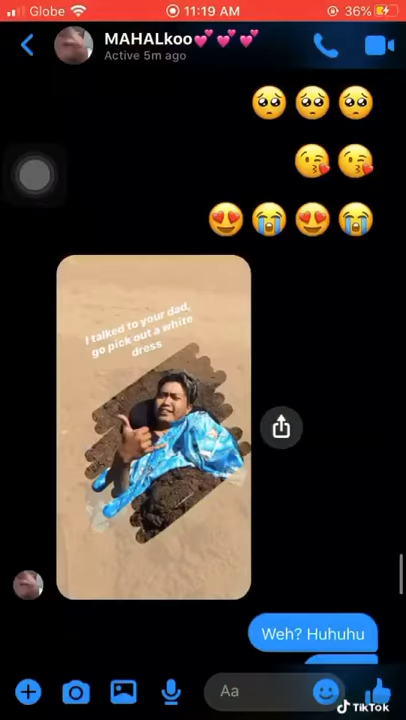 Globe 11:19 AM 36%
MAHALkoo💕💕💕
Active 5m ago
I talked to your dad,
go pick out a white
dress
Weh? Huhuhu
Aa
TikTok